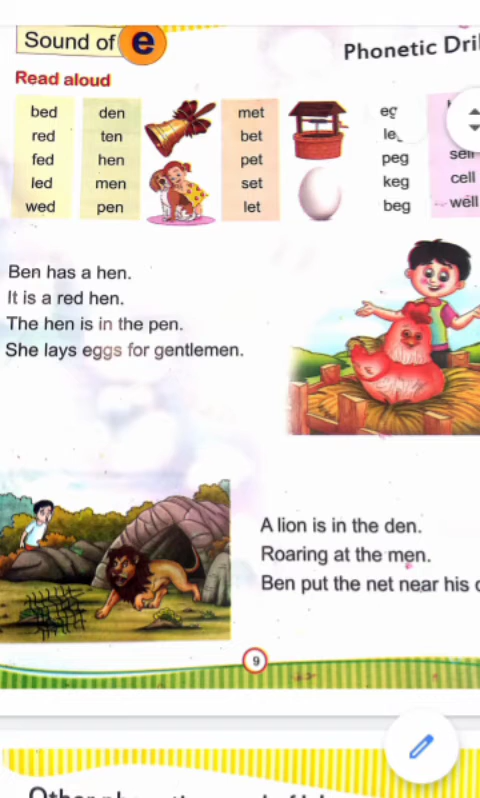 Sound of e
Phonetic
Read aloud
bed den met
red ten bet
fed hen pet peg
led men set keg cell
wed pen let beg well
Ben has a hen.
It is a red hen.
The hen is in the pen.
She lays eggs for gentlemen.
A lion is in the den.
Roaring at the men.
Ben put the net near his
9